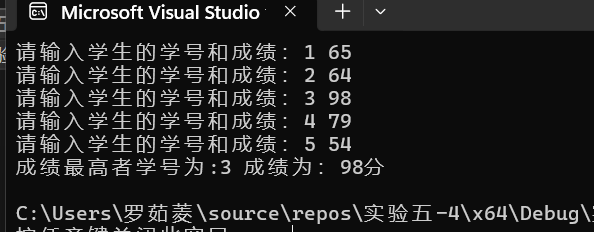 Microsoft Visual Studio
请输入学生的学号和成绩：1 65
请输入学生的学号和成绩：2 64
请输入学生的学号和成绩：3 98
请输入学生的学号和成绩：4 79
请输入学生的学号和成绩：5 54
成绩最高者学号为:3 成绩为：98分
C:\Users\罗茹菱\source\repos\实验五-4\x64\Debug\